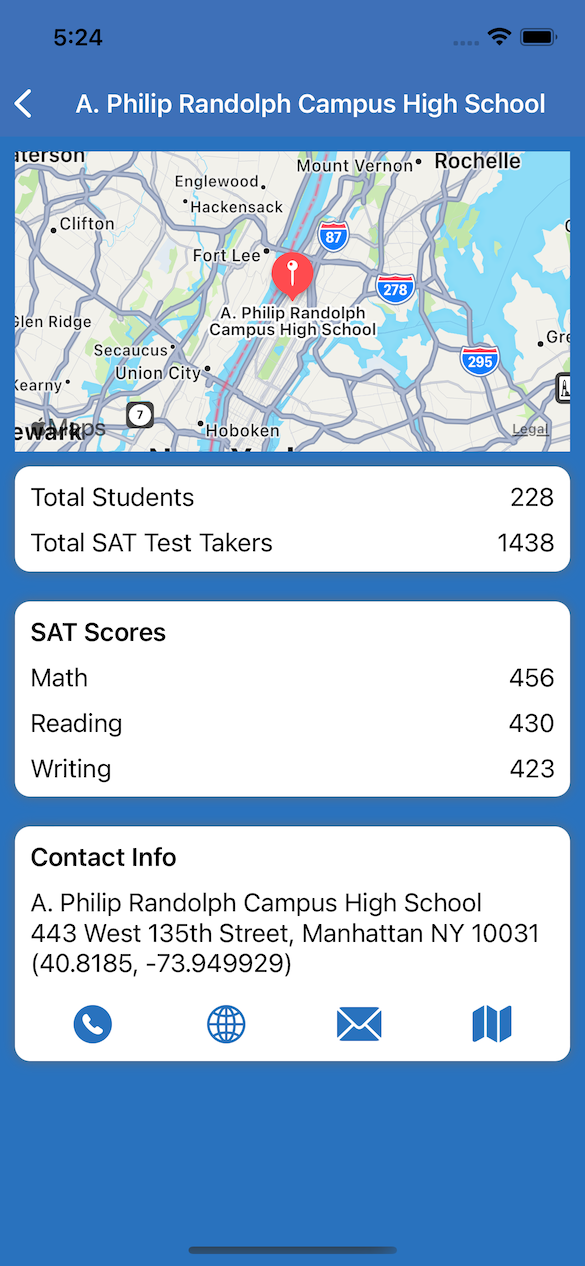 5:24
A. Philip Randolph Campus High School
aterson
Mount Vernon
Rochelle
Englewood
Hackensack
Clifton
87
Fort Lee
278
A. Philip Randolph
Campus High School
Glen Ridge
Gre
Secaucus
295
Union City
Kearny
7
Maps
ewark
Hoboken
Legal
Total Students 228
Total SAT Test Takers 1438
SAT Scores
Math 456
Reading 430
Writing 423
Contact Info
A. Philip Randolph Campus High School
443 West 135th Street, Manhattan NY 10031
(40.8185, -73.949929)